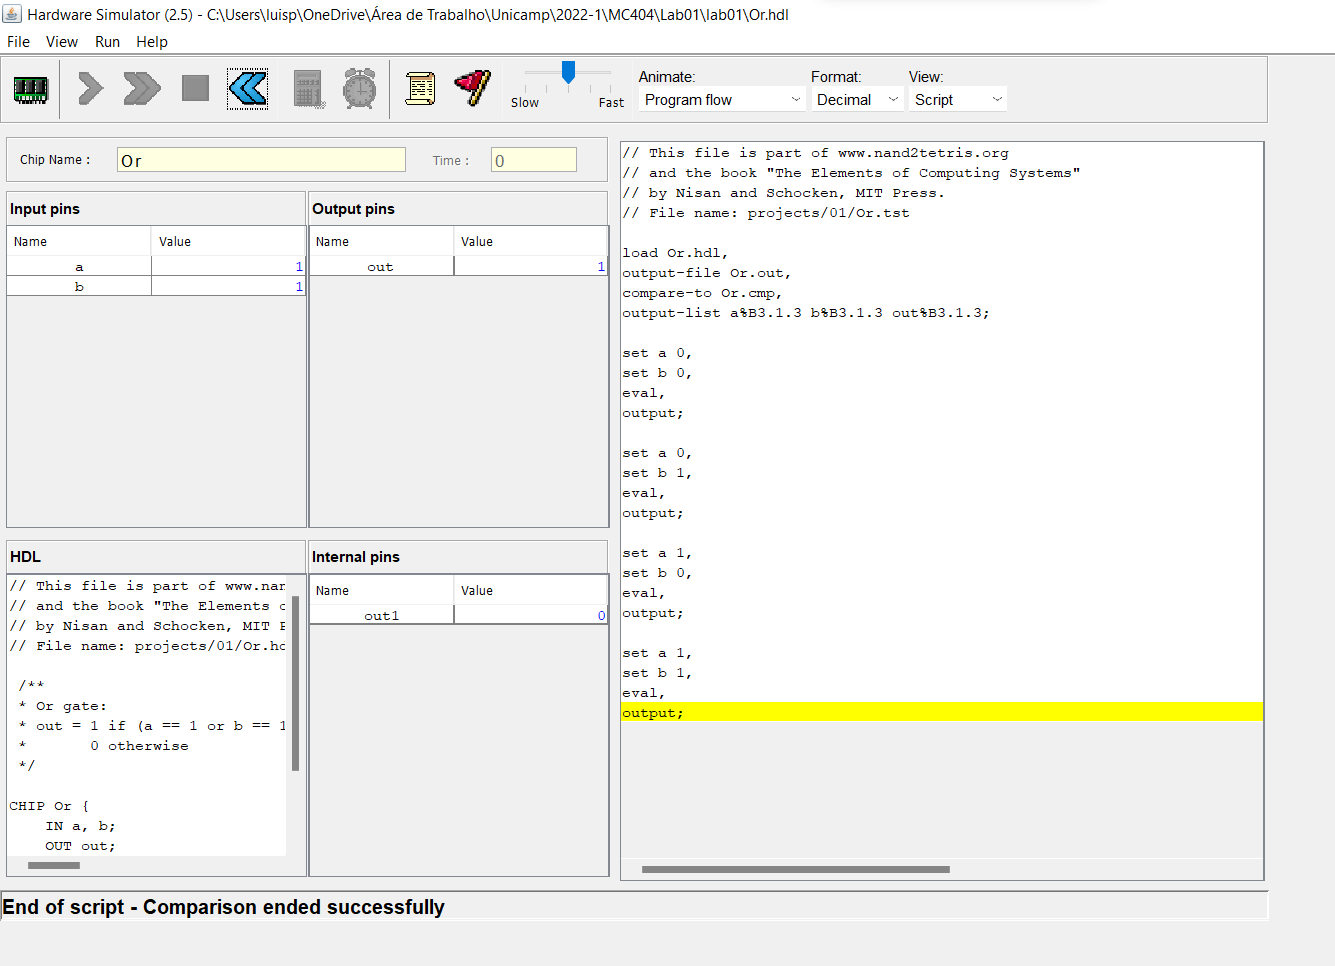 Hardware Simulator (2.5) - C:\Users\luisp\OneDrive\Área de Trabalho\Unicamp\2022-1\MC404\Lab01\lab01\Or.hdl
File View Run Help
Slow Fast
Animate:
Program flow
Format:
Decimal
View:
Script
Chip Name : Or
Time : 0
Input pins
Name Value
a 1
b 1
Output pins
Name Value
out 1
HDL
// This file is part of www.nan
// and the book "The Elements o
// by Nisan and Schocken, MIT P
// File name: projects/01/Or.hd
/**
* Or gate:
* out = 1 if (a == 1 or b == 1
* 0 otherwise
*/
CHIP Or {
IN a, b;
OUT out;
Internal pins
Name Value
out1 0
// This file is part of www.nand2tetris.org
// and the book "The Elements of Computing Systems"
// by Nisan and Schocken, MIT Press.
// File name: projects/01/Or.tst
load Or.hdl,
output-file Or.out,
compare-to Or.cmp,
output-list a%B3.1.3 b%B3.1.3 out%B3.1.3;
set a 0,
set b 0,
eval,
output;
set a 0,
set b 1,
eval,
output;
set a 1,
set b 0,
eval,
output;
set a 1,
set b 1,
eval,
output;
End of script - Comparison ended successfully